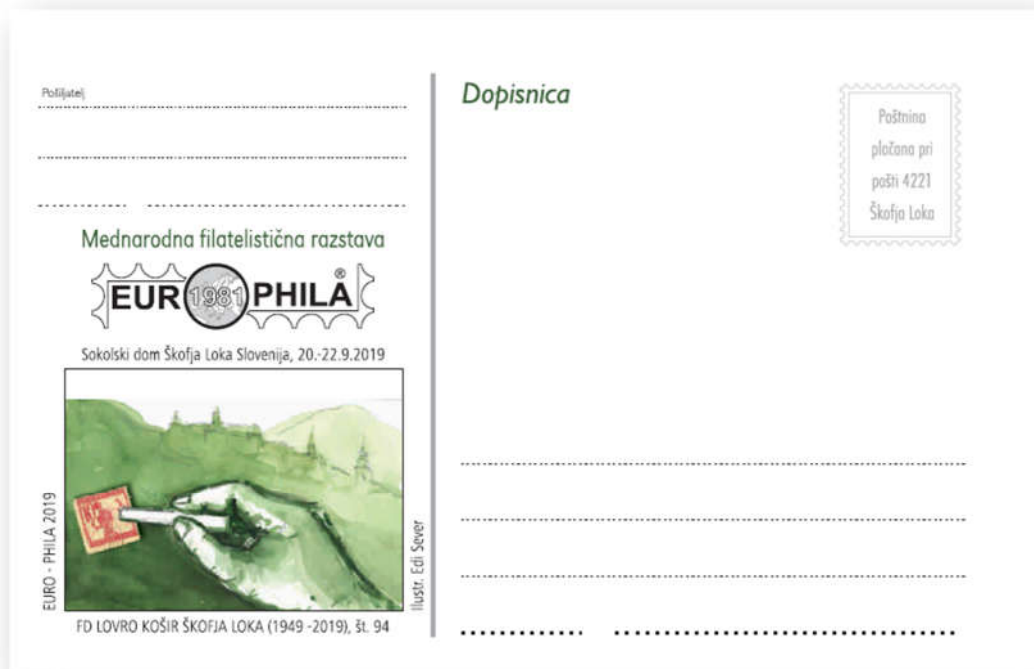 Pošiljatelj
Mednarodna filatelistična razstava
EUR 1981 PHILA®
Sokolski dom Škofja Loka Slovenija, 20.-22.9.2019
EURO - PHILA 2019
Ilustr. Edi Sever
FD LOVRO KOŠIR ŠKOFJA LOKA (1949 -2019), št. 94
Dopisnica
Poštnina
plačana pri
pošti 4221
Škofja Loka